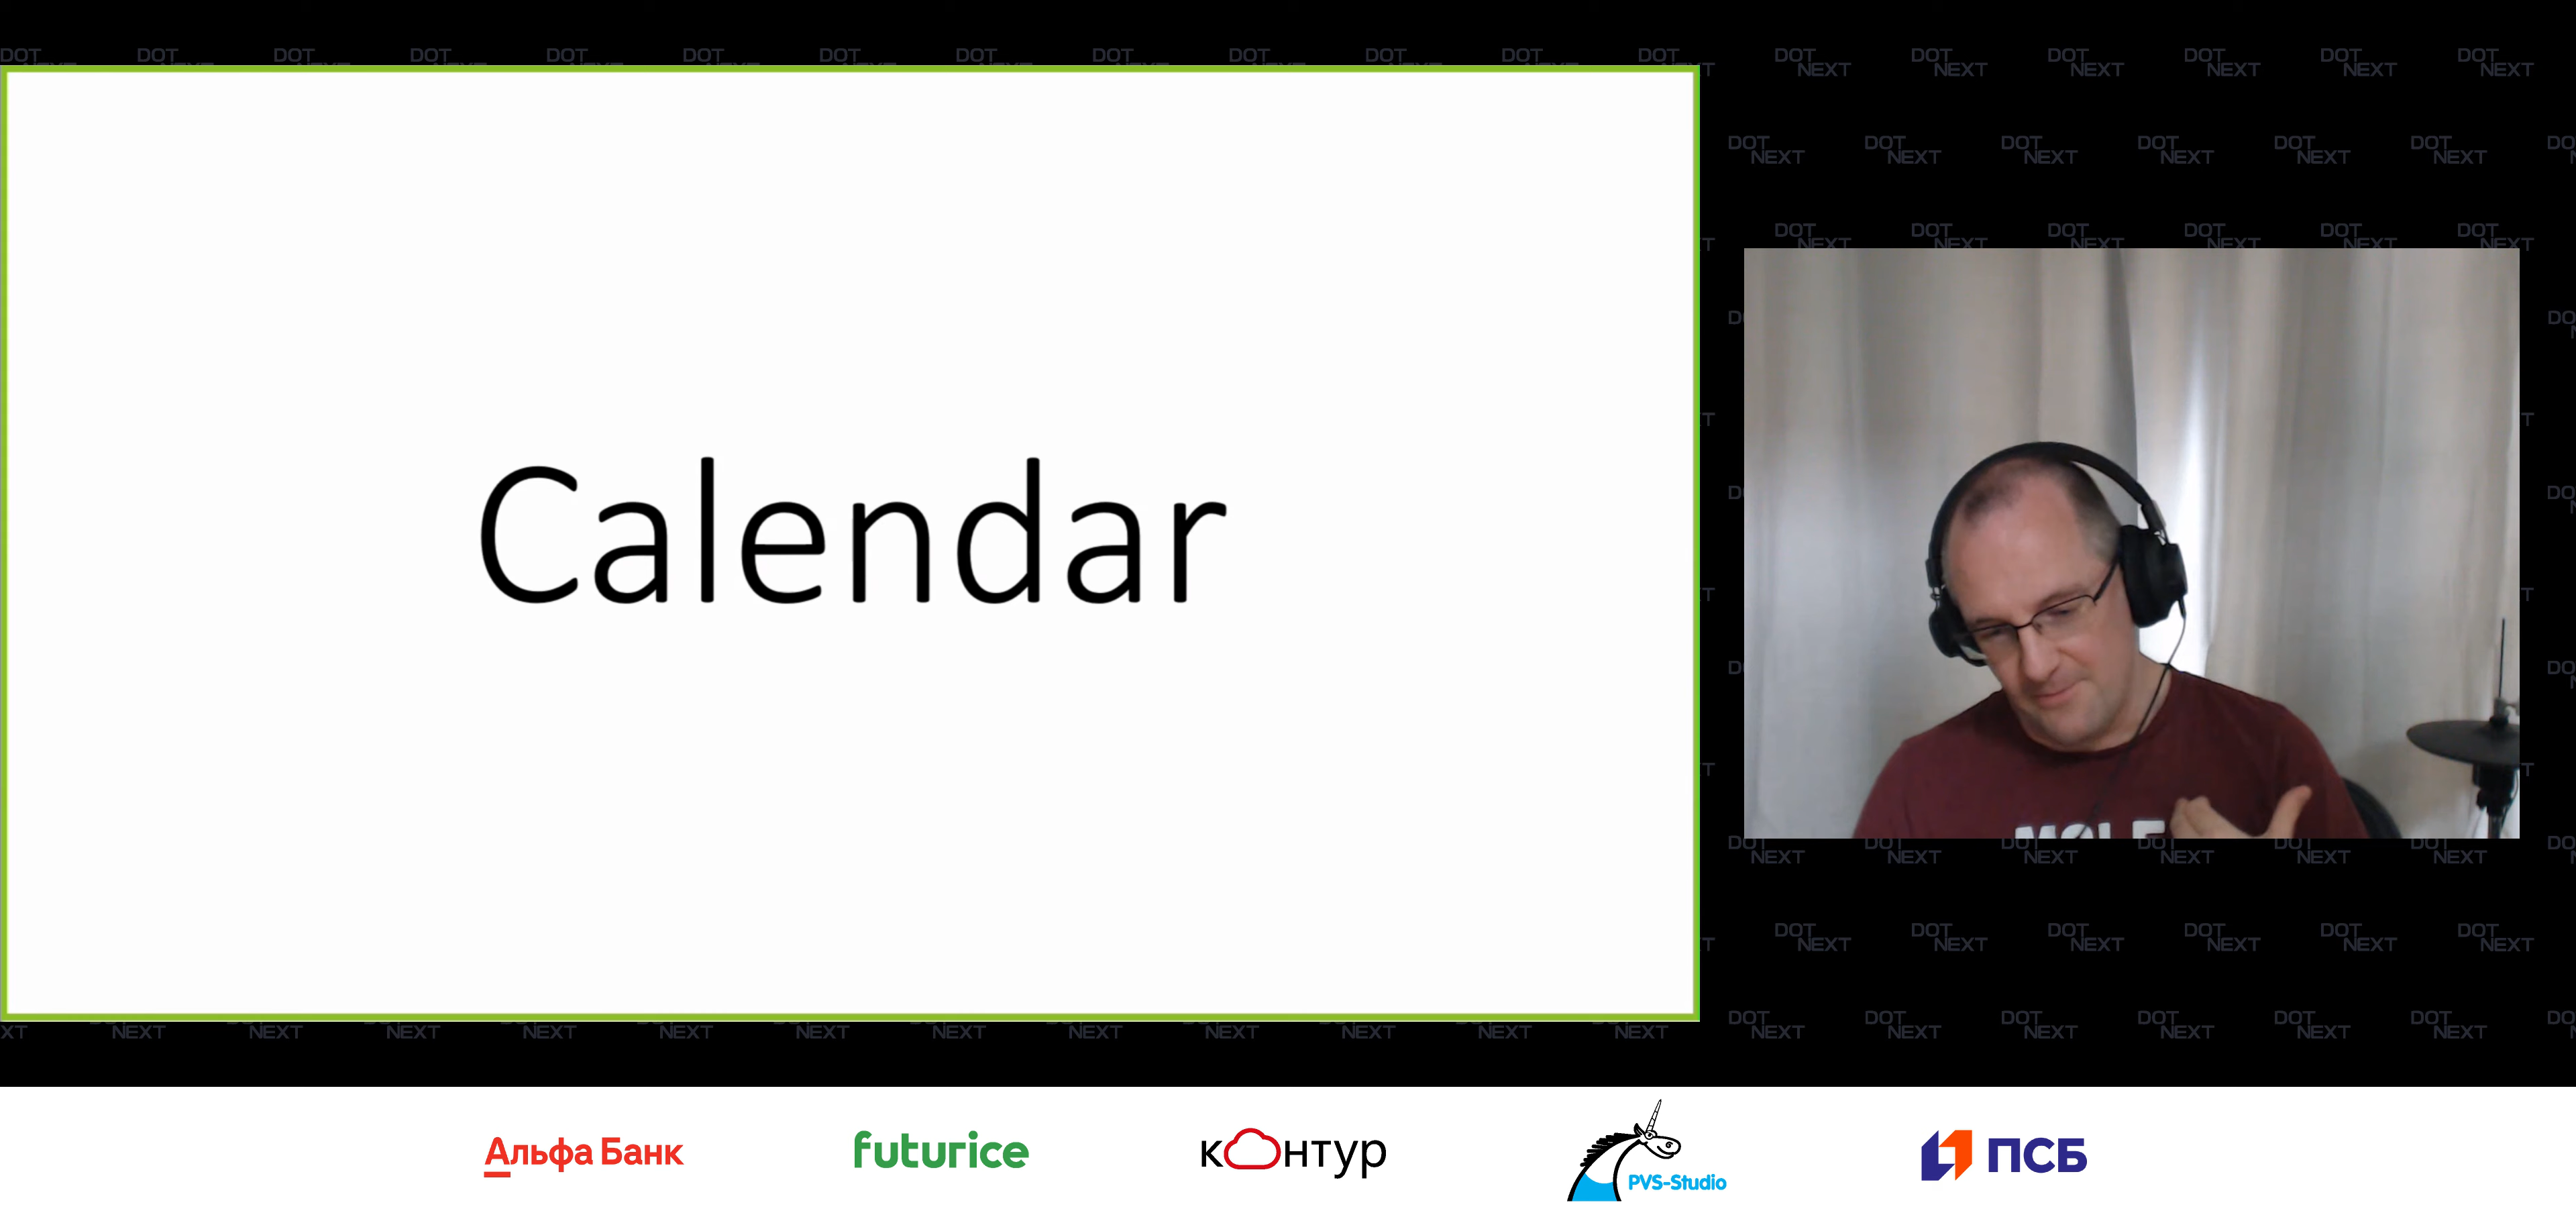 DOT NEXT
Calendar
Альфа Банк
futurice
контур
PVS-Studio
ПСБ